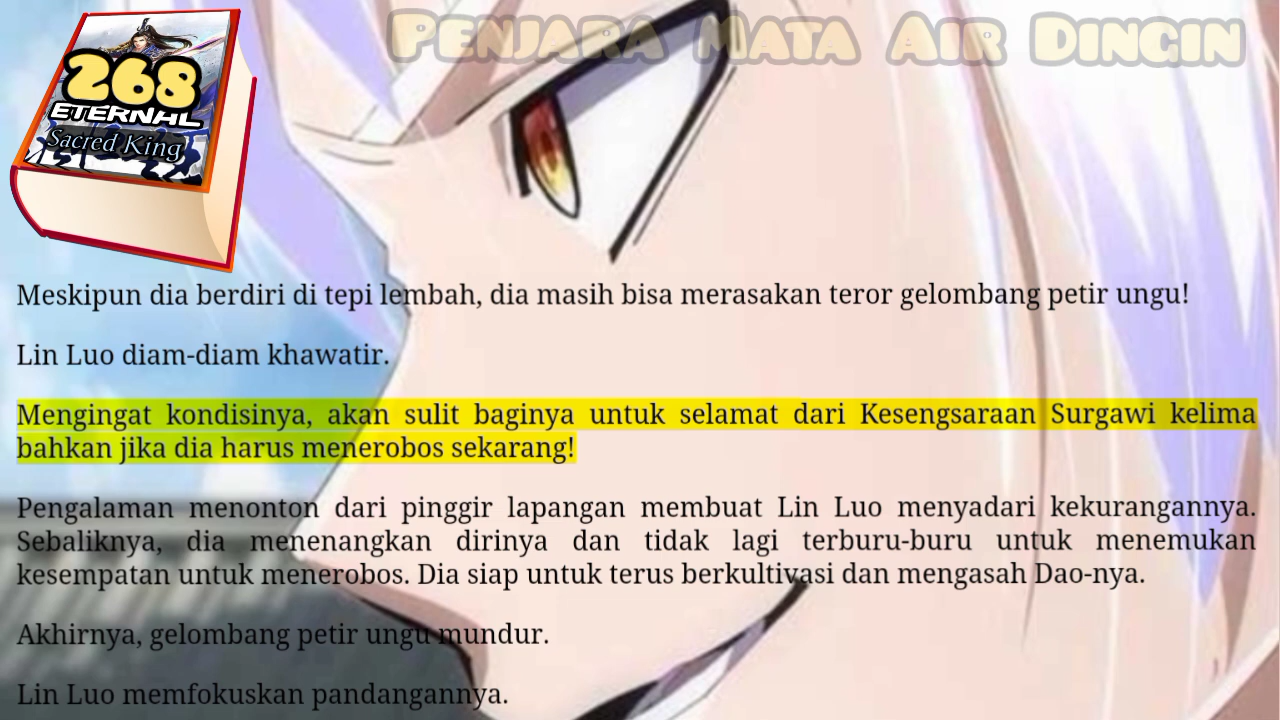 Penjara Mata Air Dingin
268
ETERNAL
Sacred King
Meskipun dia berdiri di tepi lembah, dia masih bisa merasakan teror gelombang petir ungu!
Lin Luo diam-diam khawatir.
Mengingat kondisinya, akan sulit baginya untuk selamat dari Kesengsaraan Surgawi kelima
bahkan jika dia harus menerobos sekarang!
Pengalaman menonton dari pinggir lapangan membuat Lin Luo menyadari kekurangannya.
Sebaliknya, dia menenangkan dirinya dan tidak lagi terburu-buru untuk menemukan
kesempatan untuk menerobos. Dia siap untuk terus berkultivasi dan mengasah Dao-nya.
Akhirnya, gelombang petir ungu mundur.
Lin Luo memfokuskan pandangannya.